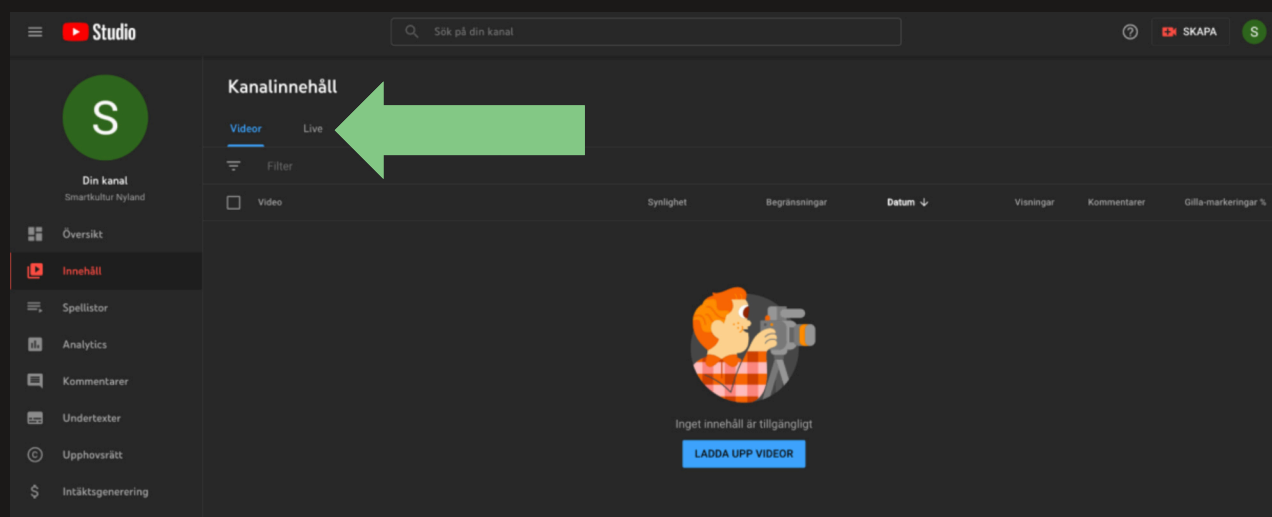 Studio
Sök på din kanal
SKAPA
S
S
Din kanal
Smartkultur Nyland
Översikt
Innehåll
Spellistor
Analytics
Kommentarer
Undertexter
Upphovsrätt
Intäktsgenerering
Kanalinnehåll
Videor Live
Filter
Video Synlighet Begränsningar Datum Visningar Kommentarer Gilla-markeringar %
Inget innehåll är tillgängligt
LADDA UPP VIDEOR